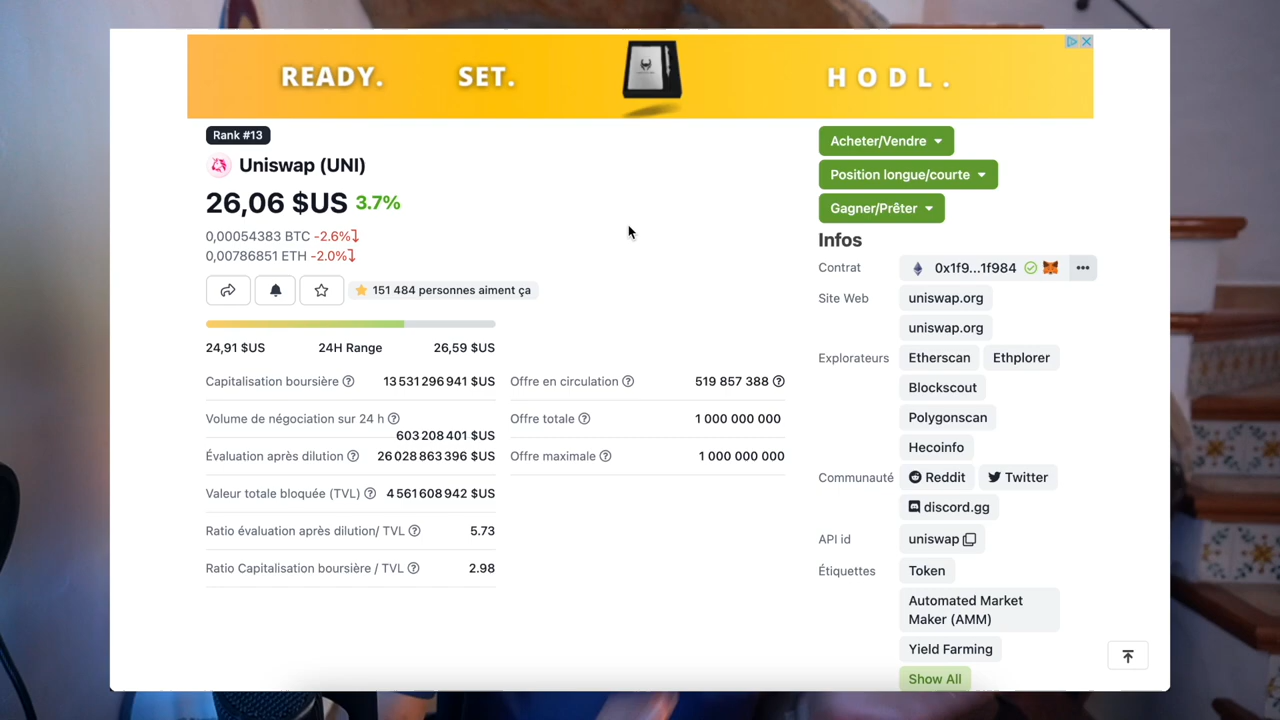 READY. SET. HODL.
Rank #13
Uniswap (UNI)
26,06 $US 3.7%
0,00054383 BTC -2.6%
0,00786851 ETH -2.0%
151 484 personnes aiment ça
24,91 $US 24H Range 26,59 $US
Capitalisation boursière 13 531 296 941 $US
Volume de négociation sur 24 h
603 208 401 $US
Évaluation après dilution 26 028 863 396 $US
Valeur totale bloquée (TVL) 4 561 608 942 $US
Ratio évaluation après dilution/ TVL 5.73
Ratio Capitalisation boursière / TVL 2.98
Offre en circulation 519 857 388
Offre totale 1 000 000 000
Offre maximale 1 000 000 000
Acheter/Vendre
Position longue/courte
Gagner/Prêter
Infos
Contrat 0x1f9...1f984
Site Web uniswap.org
uniswap.org
Explorateurs Etherscan Ethplorer
Blockscout
Polygonscan
Hecoinfo
Communauté Reddit Twitter
discord.gg
API id uniswap
Étiquettes Token
Automated Market
Maker (AMM)
Yield Farming
Show All